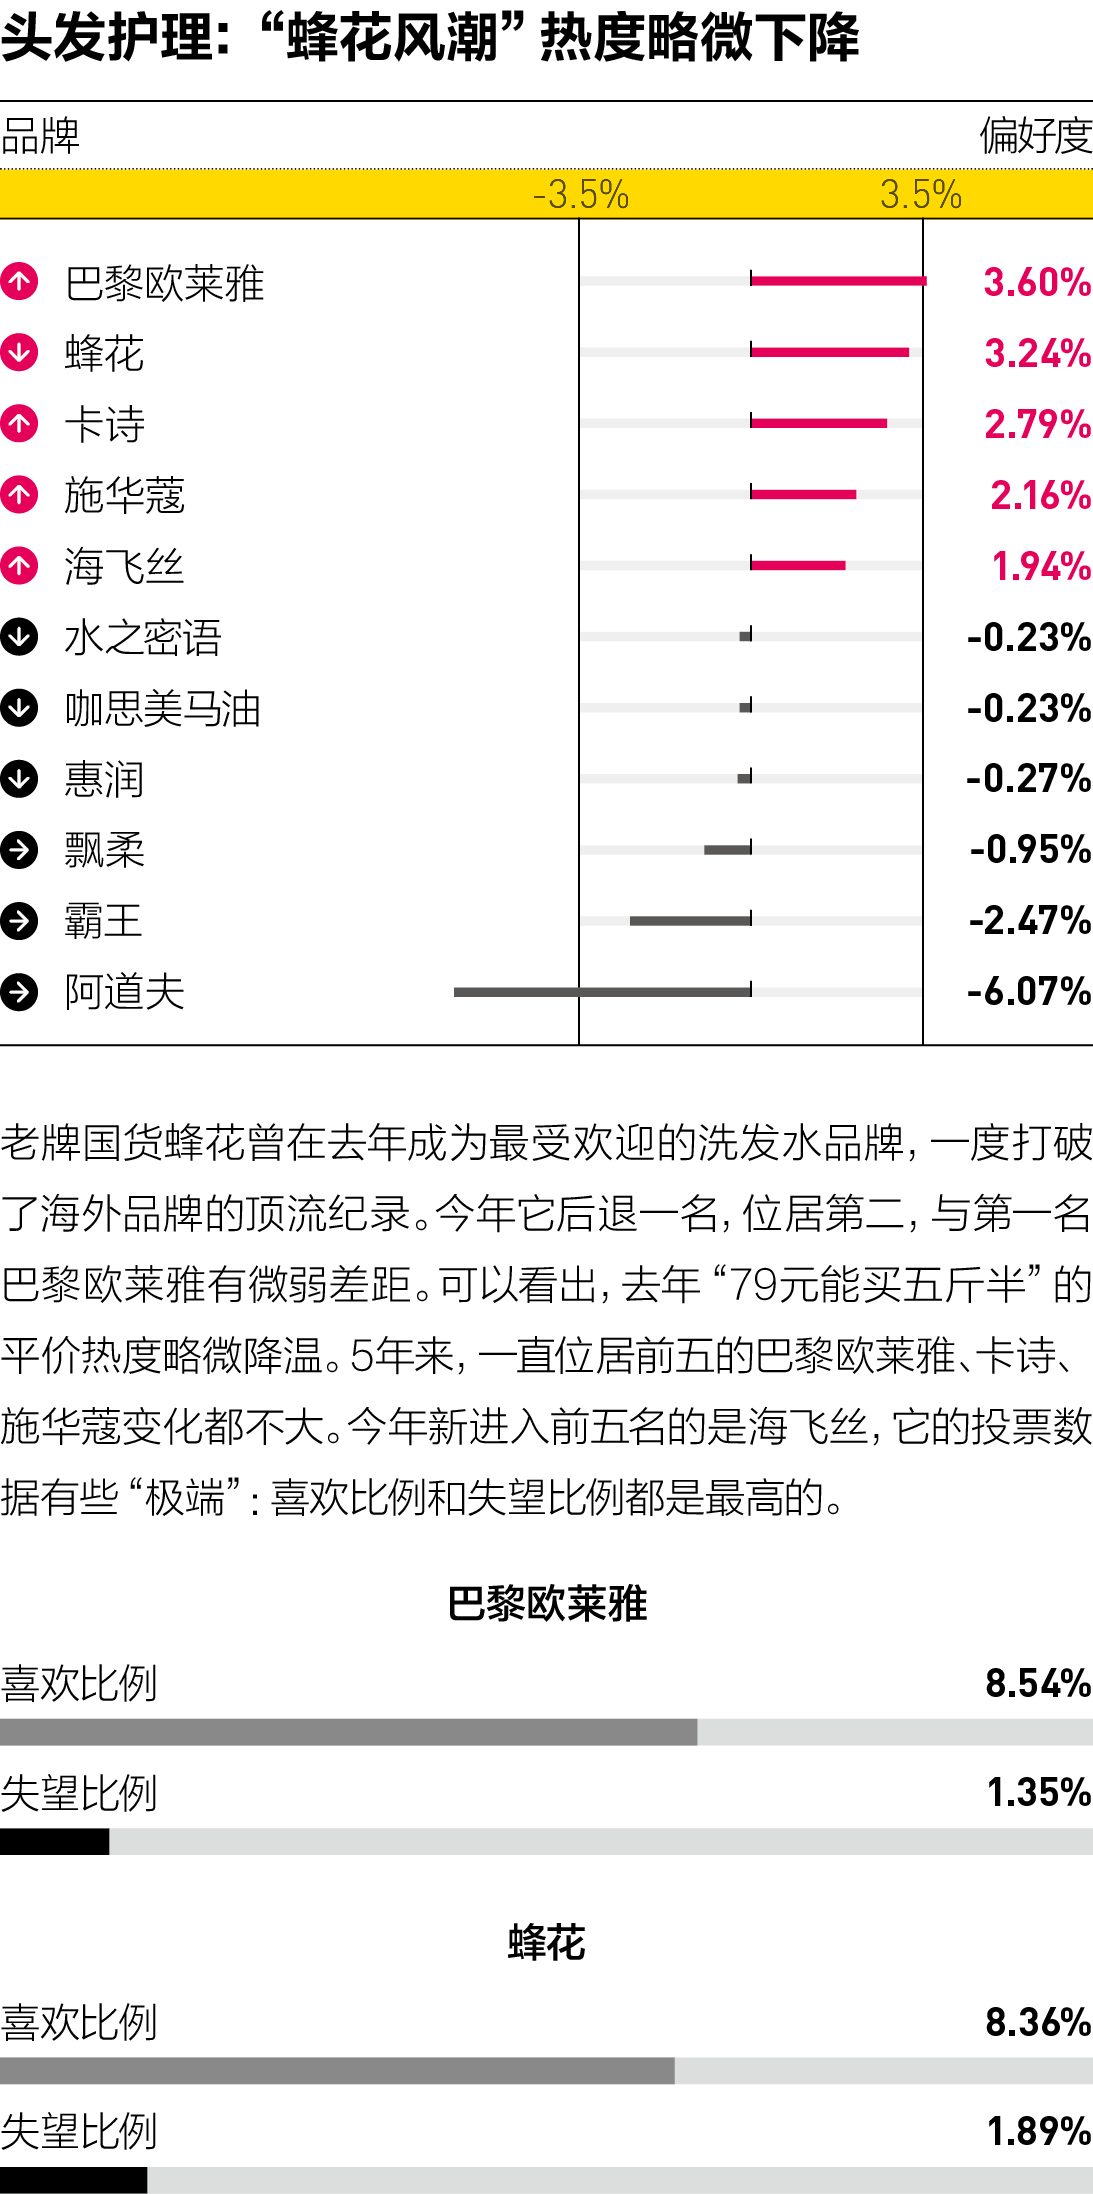 头发护理：“蜂花风潮”热度略微下降
品牌 偏好度
-3.5% 3.5%
巴黎欧莱雅 3.60%
蜂花 3.24%
卡诗 2.79%
施华蔻 2.16%
海飞丝 1.94%
水之密语 -0.23%
咖思美马油 -0.23%
惠润 -0.27%
飘柔 -0.95%
霸王 -2.47%
阿道夫 -6.07%
老牌国货蜂花曾在去年成为最受欢迎的洗发水品牌，一度打破
了海外品牌的顶流纪录。今年它后退一名，位居第二，与第一名
巴黎欧莱雅有微弱差距。可以看出，去年“79元能买五斤半”的
平价热度略微降温。5年来，一直位居前五的巴黎欧莱雅、卡诗、
施华蔻变化都不大。今年新进入前五名的是海飞丝，它的投票数
据有些“极端”：喜欢比例和失望比例都是最高的。
巴黎欧莱雅
喜欢比例 8.54%
失望比例 1.35%
蜂花
喜欢比例 8.36%
失望比例 1.89%